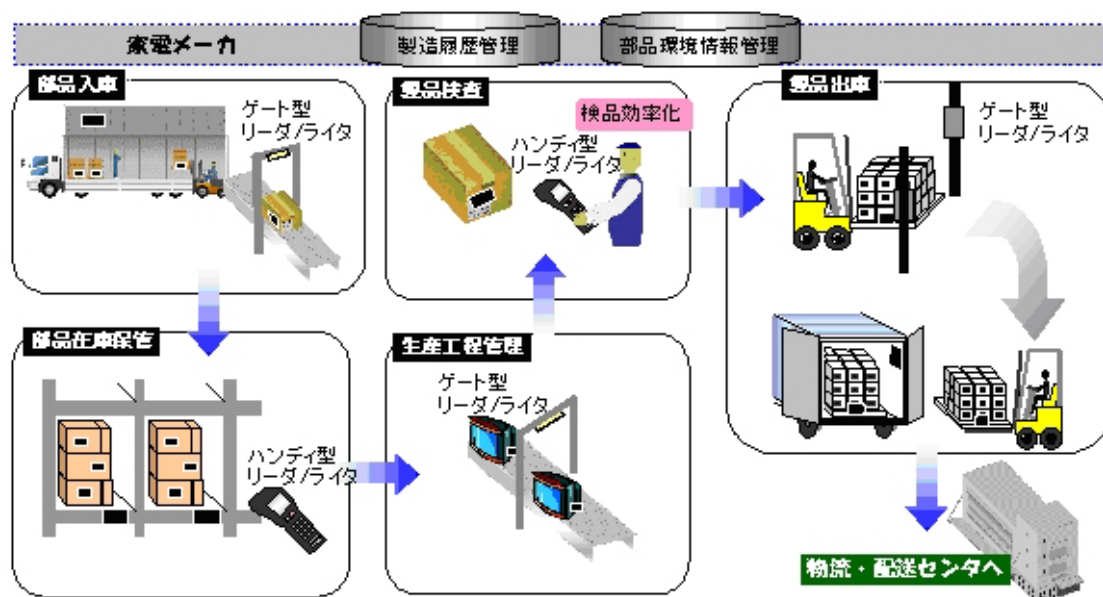 家電メーカ
製造履歴管理
部品環境情報管理
部品入庫
ゲート型
リーダ/ライタ
部品在庫保管
ハンディ型
リーダ/ライタ
生産工程管理
ゲート型
リーダ/ライタ
製品検査
検品効率化
ハンディ型
リーダ/ライタ
製品出庫
ゲート型
リーダ/ライタ
物流・配送センタへ